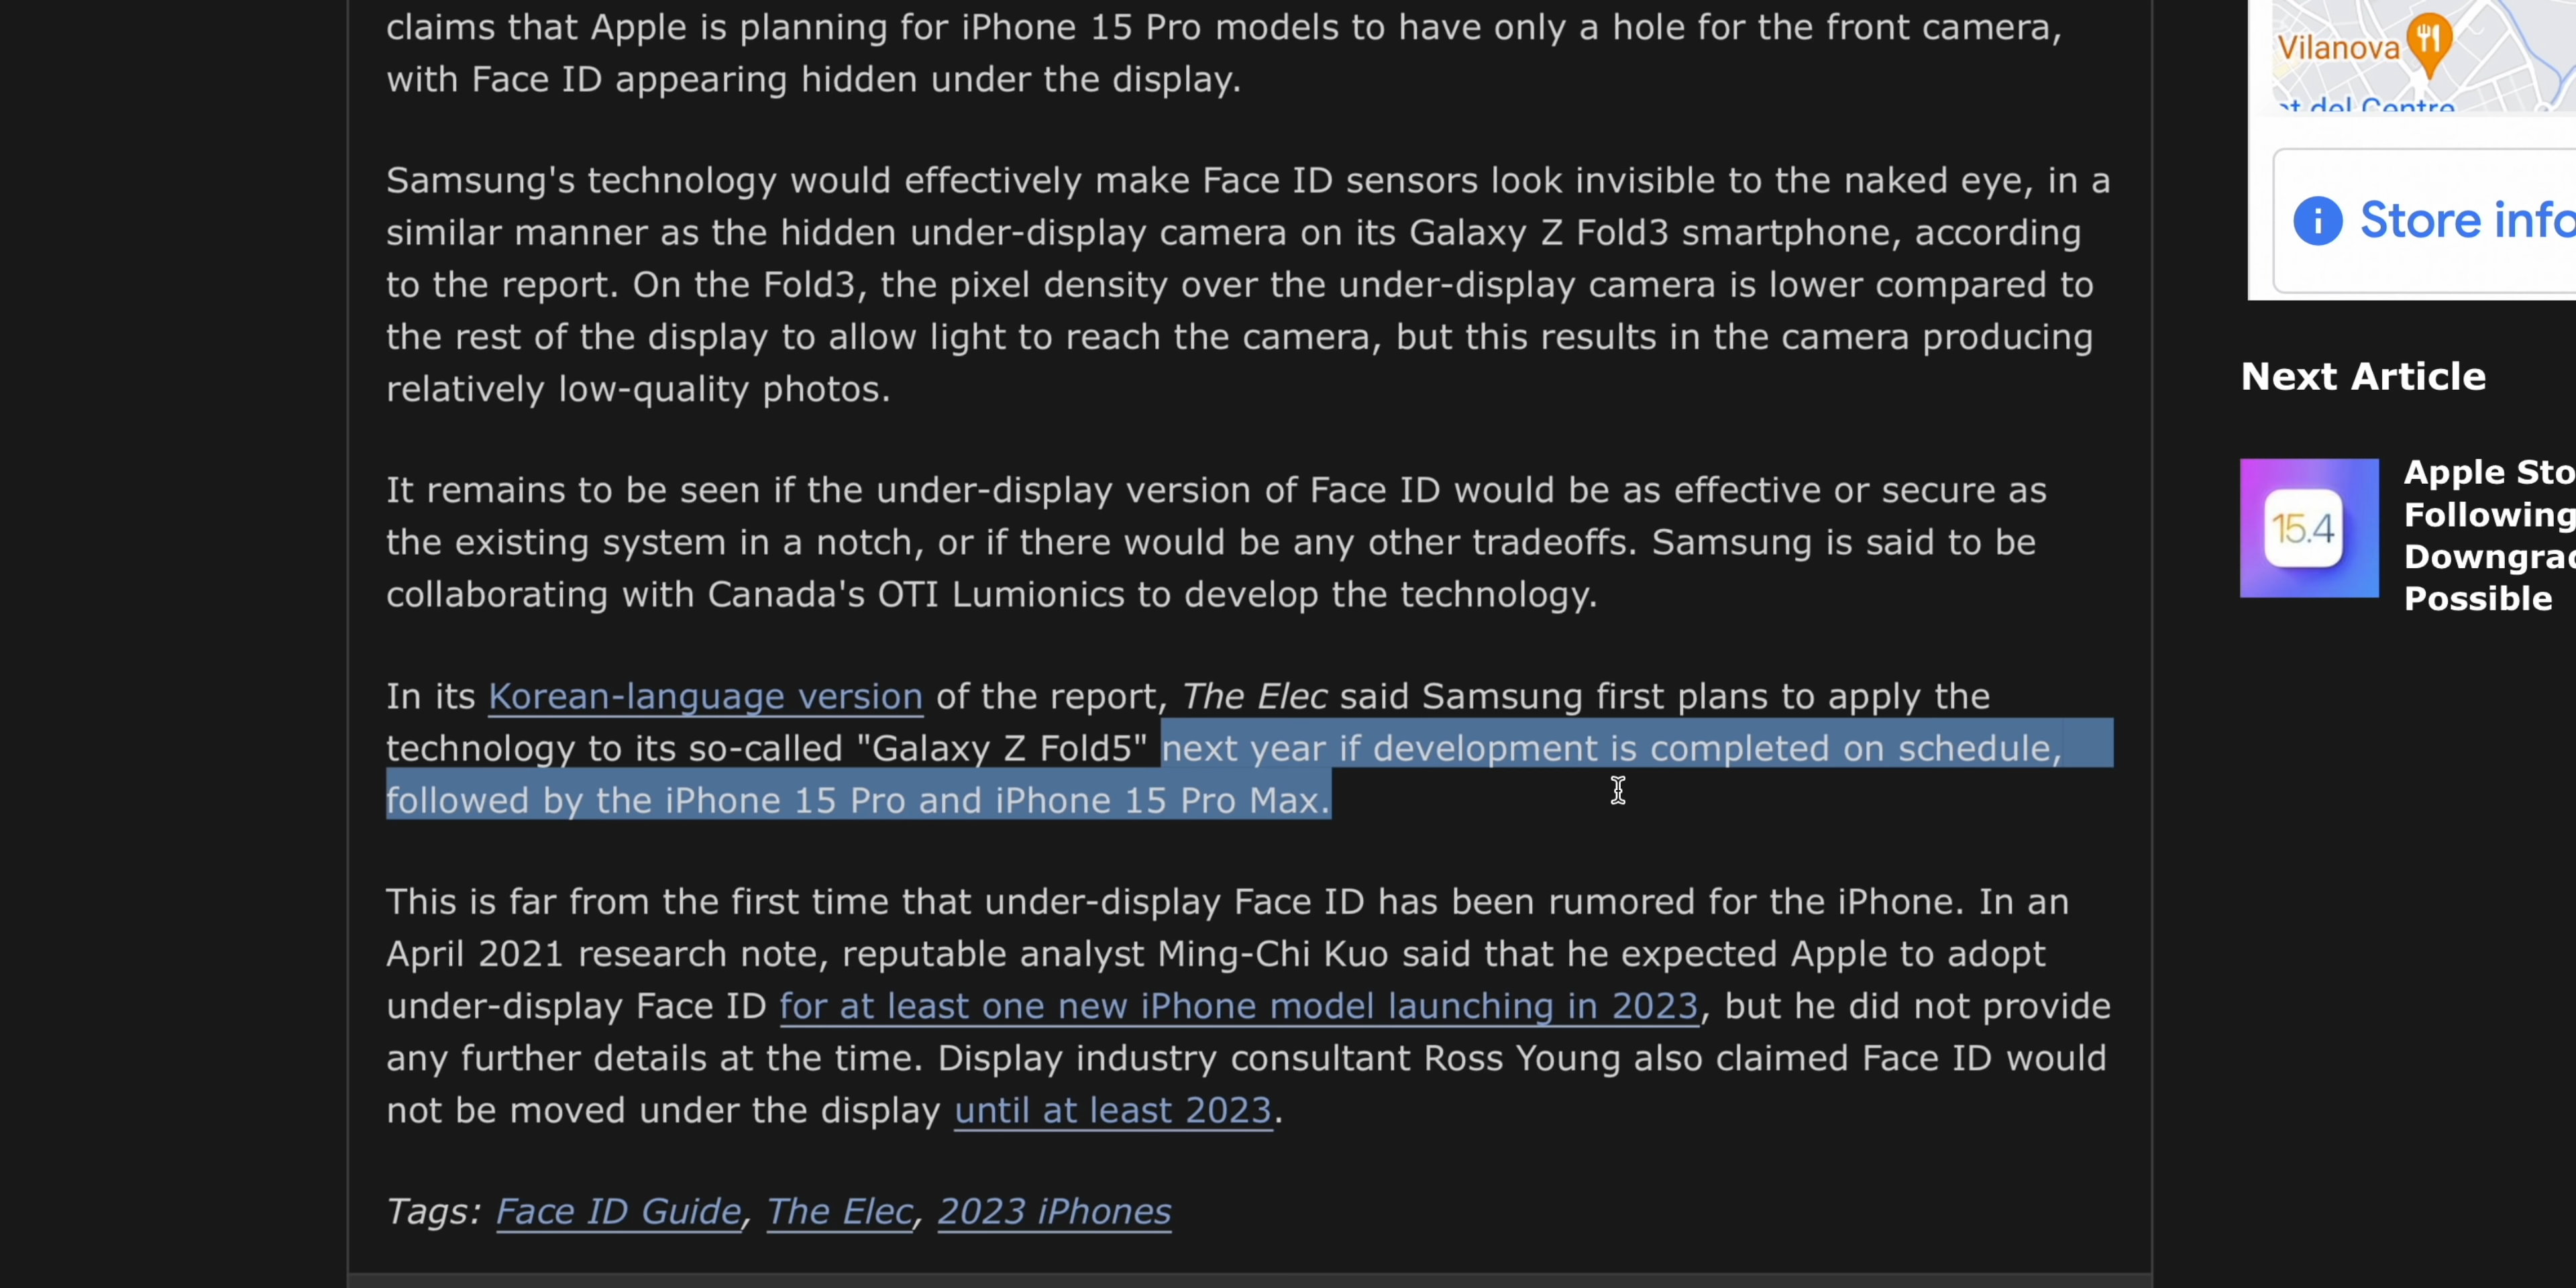 claims that Apple is planning for iPhone 15 Pro models to have only a hole for the front camera,
with Face ID appearing hidden under the display.
Samsung's technology would effectively make Face ID sensors look invisible to the naked eye, in a
similar manner as the hidden under-display camera on its Galaxy Z Fold3 smartphone, according
to the report. On the Fold3, the pixel density over the under-display camera is lower compared to
the rest of the display to allow light to reach the camera, but this results in the camera producing
relatively low-quality photos.
It remains to be seen if the under-display version of Face ID would be as effective or secure as
the existing system in a notch, or if there would be any other tradeoffs. Samsung is said to be
collaborating with Canada's OTI Lumionics to develop the technology.
In its Korean-language version of the report, The Elec said Samsung first plans to apply the
technology to its so-called "Galaxy Z Fold5" next year if development is completed on schedule,
followed by the iPhone 15 Pro and iPhone 15 Pro Max.
This is far from the first time that under-display Face ID has been rumored for the iPhone. In an
April 2021 research note, reputable analyst Ming-Chi Kuo said that he expected Apple to adopt
under-display Face ID for at least one new iPhone model launching in 2023, but he did not provide
any further details at the time. Display industry consultant Ross Young also claimed Face ID would
not be moved under the display until at least 2023.
Tags: Face ID Guide, The Elec, 2023 iPhones
Vilanova
del Centre
Store info
Next Article
15.4
Apple Sto
Following
Downgrad
Possible